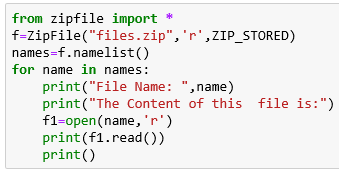 from zipfile import *
f=ZipFile("files.zip",'r',ZIP_STORED)
names=f.namelist()
for name in names:
    print("File Name: ",name)
    print("The Content of this  file is:")
    f1=open(name,'r')
    print(f1.read())
    print()